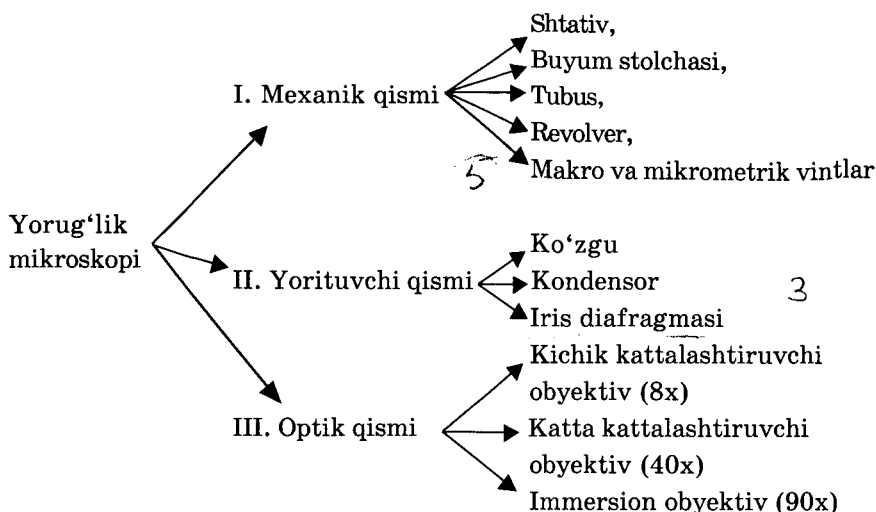 Yorug‘lik
mikroskopi
I. Mexanik qismi
Shtativ,
Buyum stolchasi,
Tubus,
Revolver,
Makro va mikrometrik vintlar
5
II. Yorituvchi qismi
Ko‘zgu
Kondensor
Iris diafragmasi
3
III. Optik qismi
Kichik kattalashtiruvchi
obyektiv (8x)
Katta kattalashtiruvchi
obyektiv (40x)
Immersion obyektiv (90x)